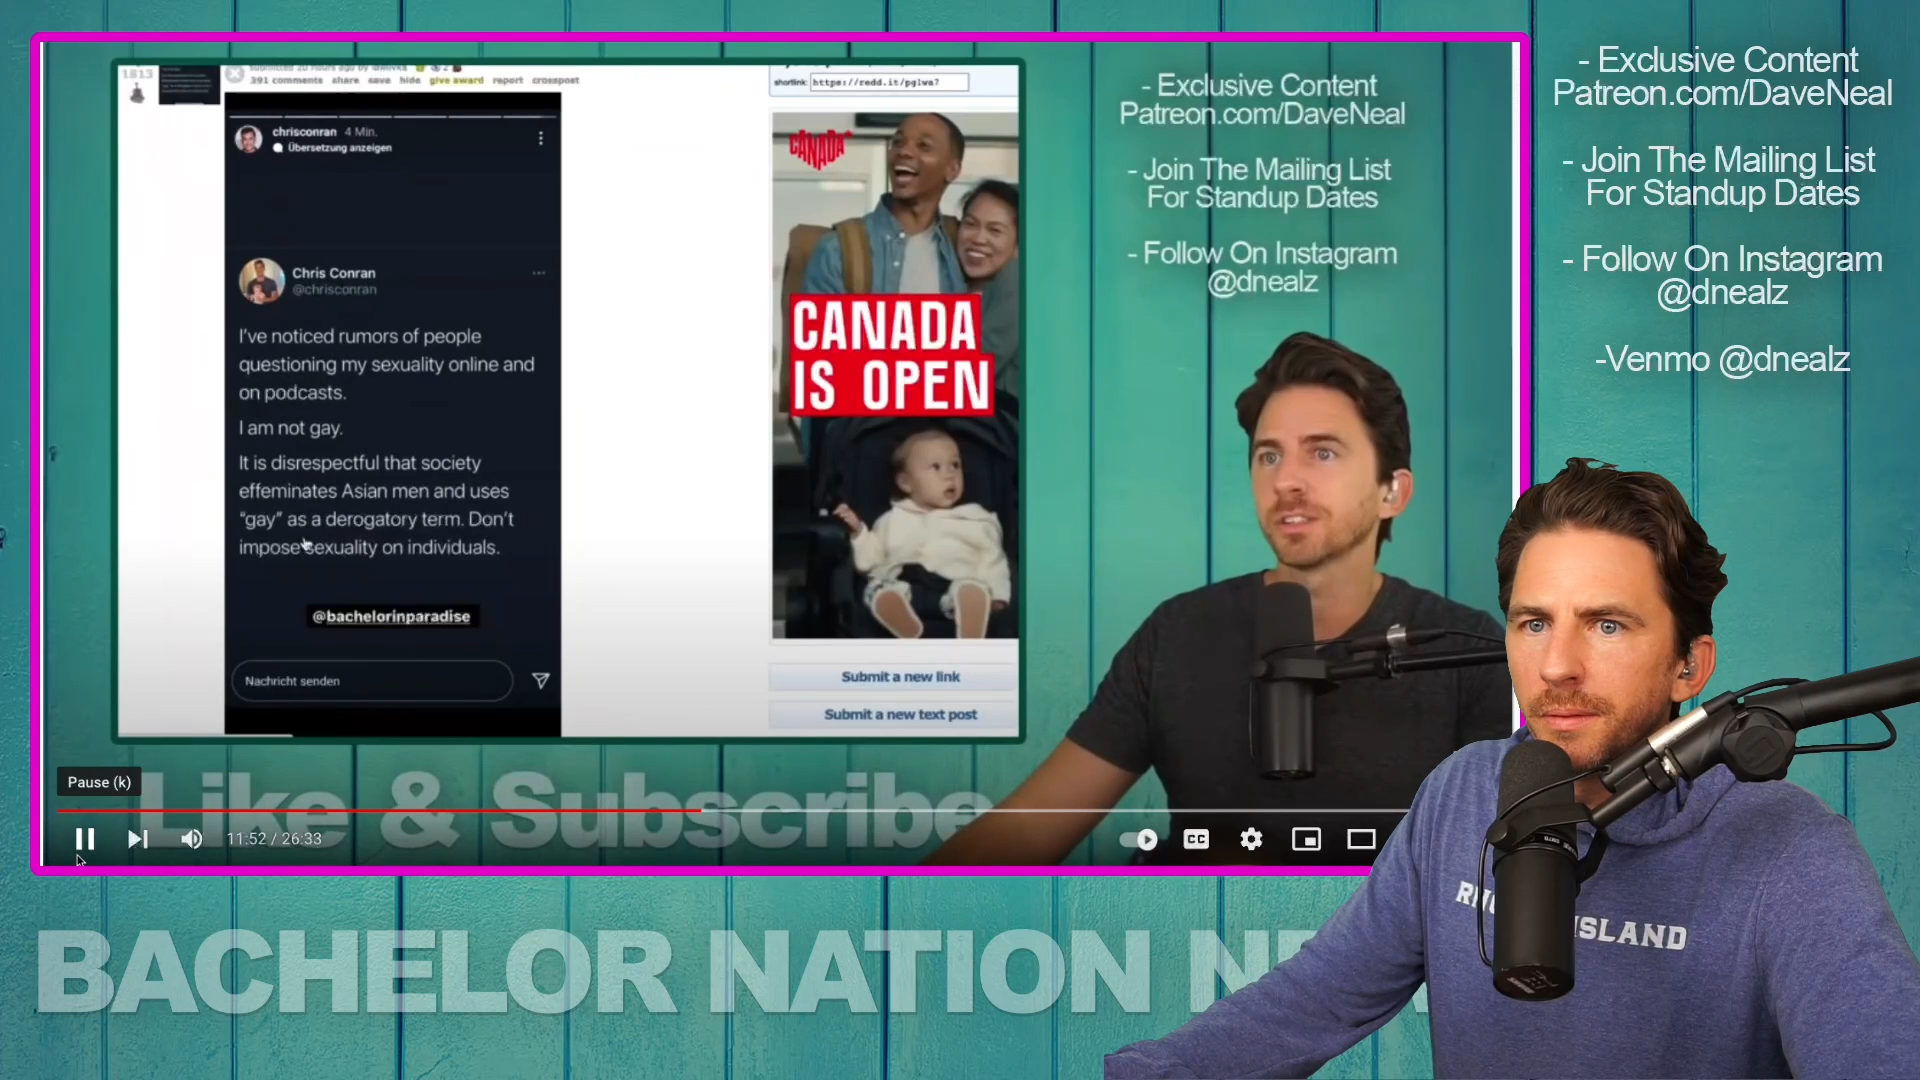 1813
391 comments share save hide give award report crosspost
shortlink: https://redd.it/pglwa7
chrisconran 4 Min.
Übersetzung anzeigen
Chris Conran
@chrisconran
I've noticed rumors of people
questioning my sexuality online and
on podcasts.
I am not gay.
It is disrespectful that society
effeminates Asian men and uses
"gay" as a derogatory term. Don't
impose sexuality on individuals.
@bachelorinparadise
Nachricht senden
CANADA
CANADA
IS OPEN
Submit a new link
Submit a new text post
- Exclusive Content
Patreon.com/DaveNeal
- Join The Mailing List
For Standup Dates
- Follow On Instagram
@dnealz
- Exclusive Content
Patreon.com/DaveNeal
- Join The Mailing List
For Standup Dates
- Follow On Instagram
@dnealz
-Venmo @dnealz
Pause (k)
Like & Subscribe
11:52 / 26:33
CC
BACHELOR NATION
ISLAND